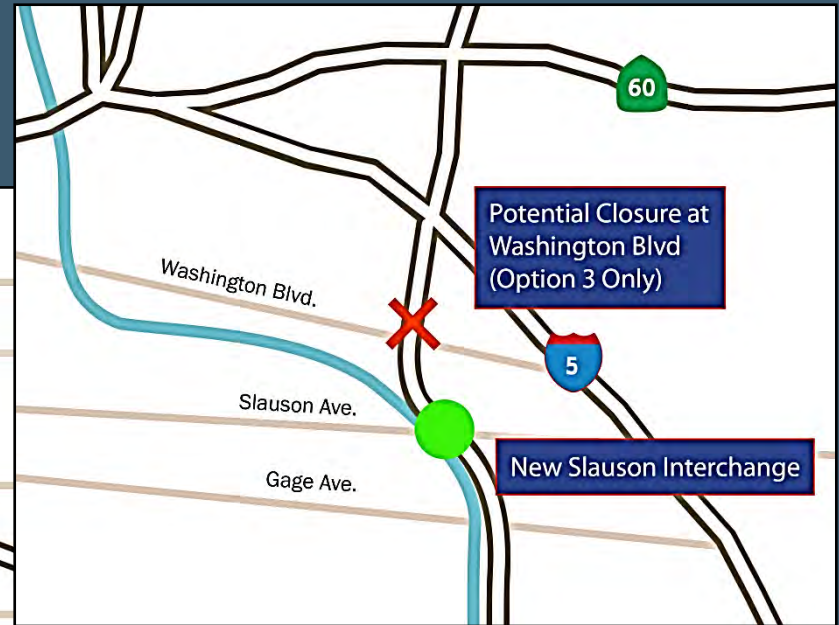 60
Potential Closure at
Washington Blvd
(Option 3 Only)
Washington Blvd.
5
Slauson Ave.
New Slauson Interchange
Gage Ave.